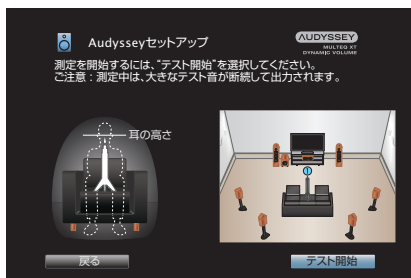 Audysseyセットアップ
AUDYSSEY
MULTEQ XT
DYNAMIC VOLUME
測定を開始するには、“テスト開始”を選択してください。
ご注意：測定中は、大きなテスト音が断続して出力されます。
耳の高さ
戻る
テスト開始